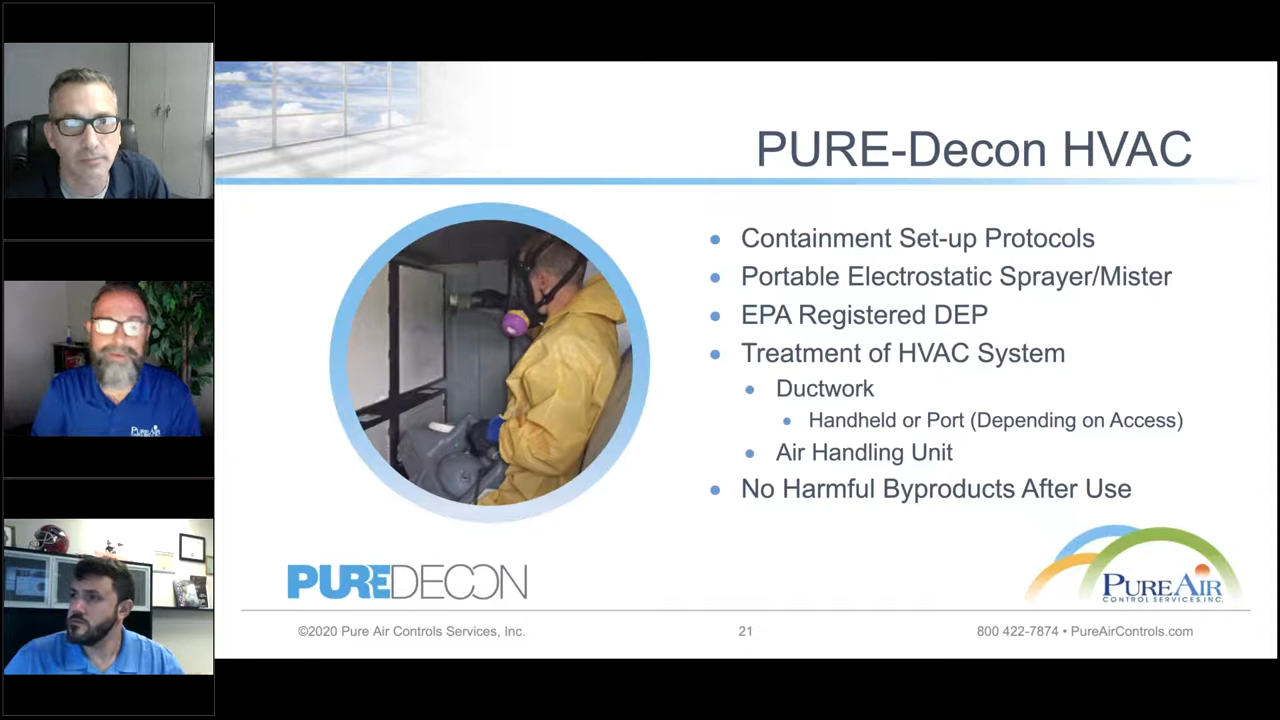 PURE-Decon HVAC
Containment Set-up Protocols
Portable Electrostatic Sprayer/Mister
EPA Registered DEP
Treatment of HVAC System
Ductwork
Handheld or Port (Depending on Access)
Air Handling Unit
No Harmful Byproducts After Use
PUREDECON
PUREAIR
CONTROL SERVICES, INC.
©2020 Pure Air Controls Services, Inc.
21
800 422-7874 • PureAirControls.com
PUREAIR